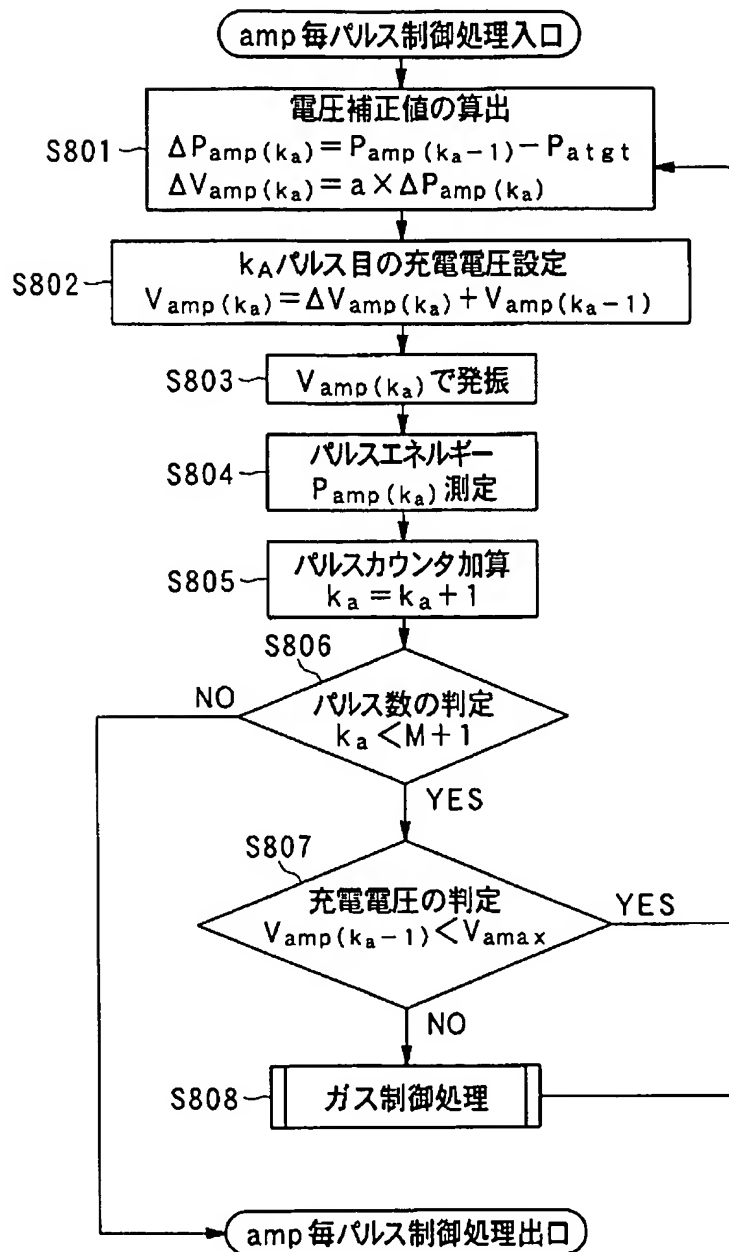 amp毎パルス制御処理入口
電圧補正値の算出
S801
ΔPamp(ka)=Pamp(ka-1)-Patgt
ΔVamp(ka)=a×ΔPamp(ka)
kAパルス目の充電電圧設定
S802
Vamp(ka)=ΔVamp(ka)+Vamp(ka-1)
S803
Vamp(ka)で発振
S804
パルスエネルギー
Pamp(ka)測定
S805
パルスカウンタ加算
ka=ka+1
S806
NO
パルス数の判定
ka<M+1
YES
S807
充電電圧の判定
Vamp(ka-1)<Vamax
YES
NO
S808
ガス制御処理
amp毎パルス制御処理出口